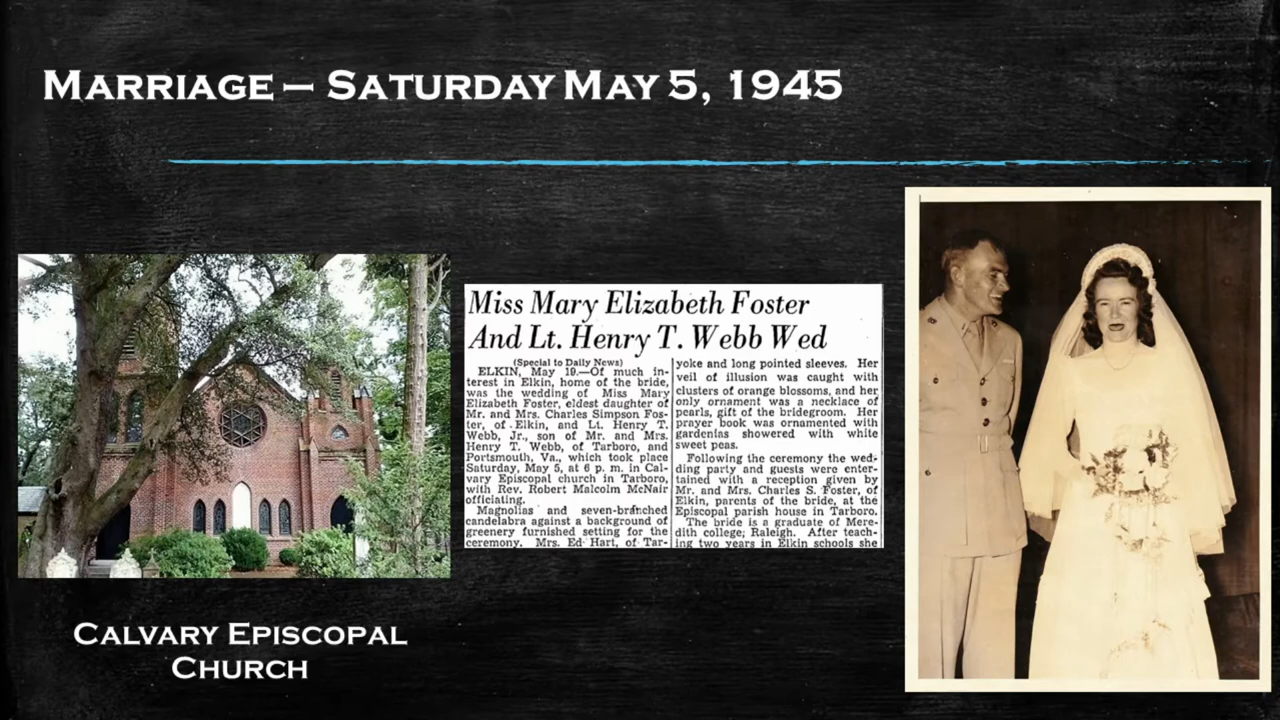 MARRIAGE – SATURDAY MAY 5, 1945
Miss Mary Elizabeth Foster
And Lt. Henry T. Webb Wed
(Special to Daily News)
ELKIN, May 19.—Of much in-
terest in Elkin, home of the bride,
was the wedding of Miss Mary
Elizabeth Foster, eldest daughter of
Mr. and Mrs. Charles Simpson Fos-
ter, of Elkin, and Lt. Henry T.
Webb, Jr., son of Mr. and Mrs.
Henry T. Webb, of Tarboro, and
Portsmouth, Va., which took place
Saturday, May 5, at 6 p. m. in Cal-
vary Episcopal church in Tarboro,
with Rev. Robert Malcolm McNair
officiating.
Magnolias and seven-branched
candelabra against a background of
greenery furnished setting for the
ceremony. Mrs. Ed Hart, of Tar-
yoke and long pointed sleeves. Her
veil of illusion was caught with
clusters of orange blossoms, and her
only ornament was a necklace of
pearls, gift of the bridegroom. Her
prayer book was ornamented with
gardenias showered with white
sweet peas.
Following the ceremony the wed-
ding party and guests were enter-
tained with a reception given by
Mr. and Mrs. Charles S. Foster, of
Elkin, parents of the bride, at the
Episcopal parish house in Tarboro.
The bride is a graduate of Mere-
dith college; Raleigh. After teach-
ing two years in Elkin schools she
CALVARY EPISCOPAL
CHURCH